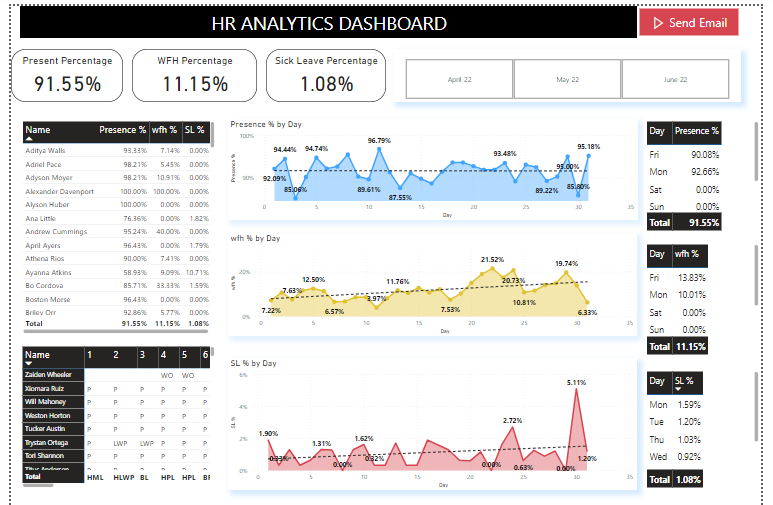 HR ANALYTICS DASHBOARD
Send Email
Present Percentage
91.55%
WFH Percentage
11.15%
Sick Leave Percentage
1.08%
April-22
May-22
June-22
Name Presence % wfh % SL %
Aditya Walls 93.33% 7.14% 0.00%
Adriel Pace 98.21% 5.45% 0.00%
Adyson Moyer 98.21% 10.91% 0.00%
Alexander Davenport 100.00% 100.00% 0.00%
Alyson Huber 100.00% 0.00% 0.00%
Ana Little 76.36% 0.00% 1.82%
Andrew Cummings 95.24% 40.00% 0.00%
April Ayers 96.43% 0.00% 1.79%
Athena Rios 90.00% 7.41% 0.00%
Ayanna Atkins 58.93% 9.09% 10.71%
Bo Cordova 85.71% 33.33% 1.59%
Boston Morse 96.43% 0.00% 0.00%
Briley Orr 92.86% 5.77% 0.00%
Total 91.55% 11.15% 1.08%
Presence % by Day
Presence %
100%
90%
92.09%
94.44%
85.06%
94.74%
89.61%
96.79%
87.55%
93.48%
89.22%
95.00%
85.80%
95.18%
0 5 10 15 20 25 30 35
Day
Day Presence %
Fri 90.08%
Mon 92.66%
Sat 0.00%
Sun 0.00%
Total 91.55%
wfh % by Day
wfh %
20%
0%
7.22%
7.63%
12.50%
6.57%
3.97%
11.76%
7.53%
21.52%
20.73%
10.81%
19.74%
6.33%
0 5 10 15 20 25 30 35
Day
Day wfh %
Fri 13.83%
Mon 10.01%
Sat 0.00%
Sun 0.00%
Total 11.15%
Name 1 2 3 4 5 6
Zaiden Wheeler WO WO
Xiomara Ruiz P P P P P P
Will Mahoney P P P P P P
Weston Horton P P P P P P
Tucker Austin P P P P P P
Trystan Ortega P LWP LWP P P P
Tori Shannon P P P P P P
Total HML HLWP BL HPL HPL
SL % by Day
SL %
6%
4%
2%
0%
1.90%
1.31%
0.00%
1.62%
0.32%
0.00%
2.72%
0.63%
0.00%
5.11%
1.20%
0 5 10 15 20 25 30 35
Day
Day SL %
Mon 1.59%
Tue 1.20%
Thu 1.03%
Wed 0.92%
Total 1.08%